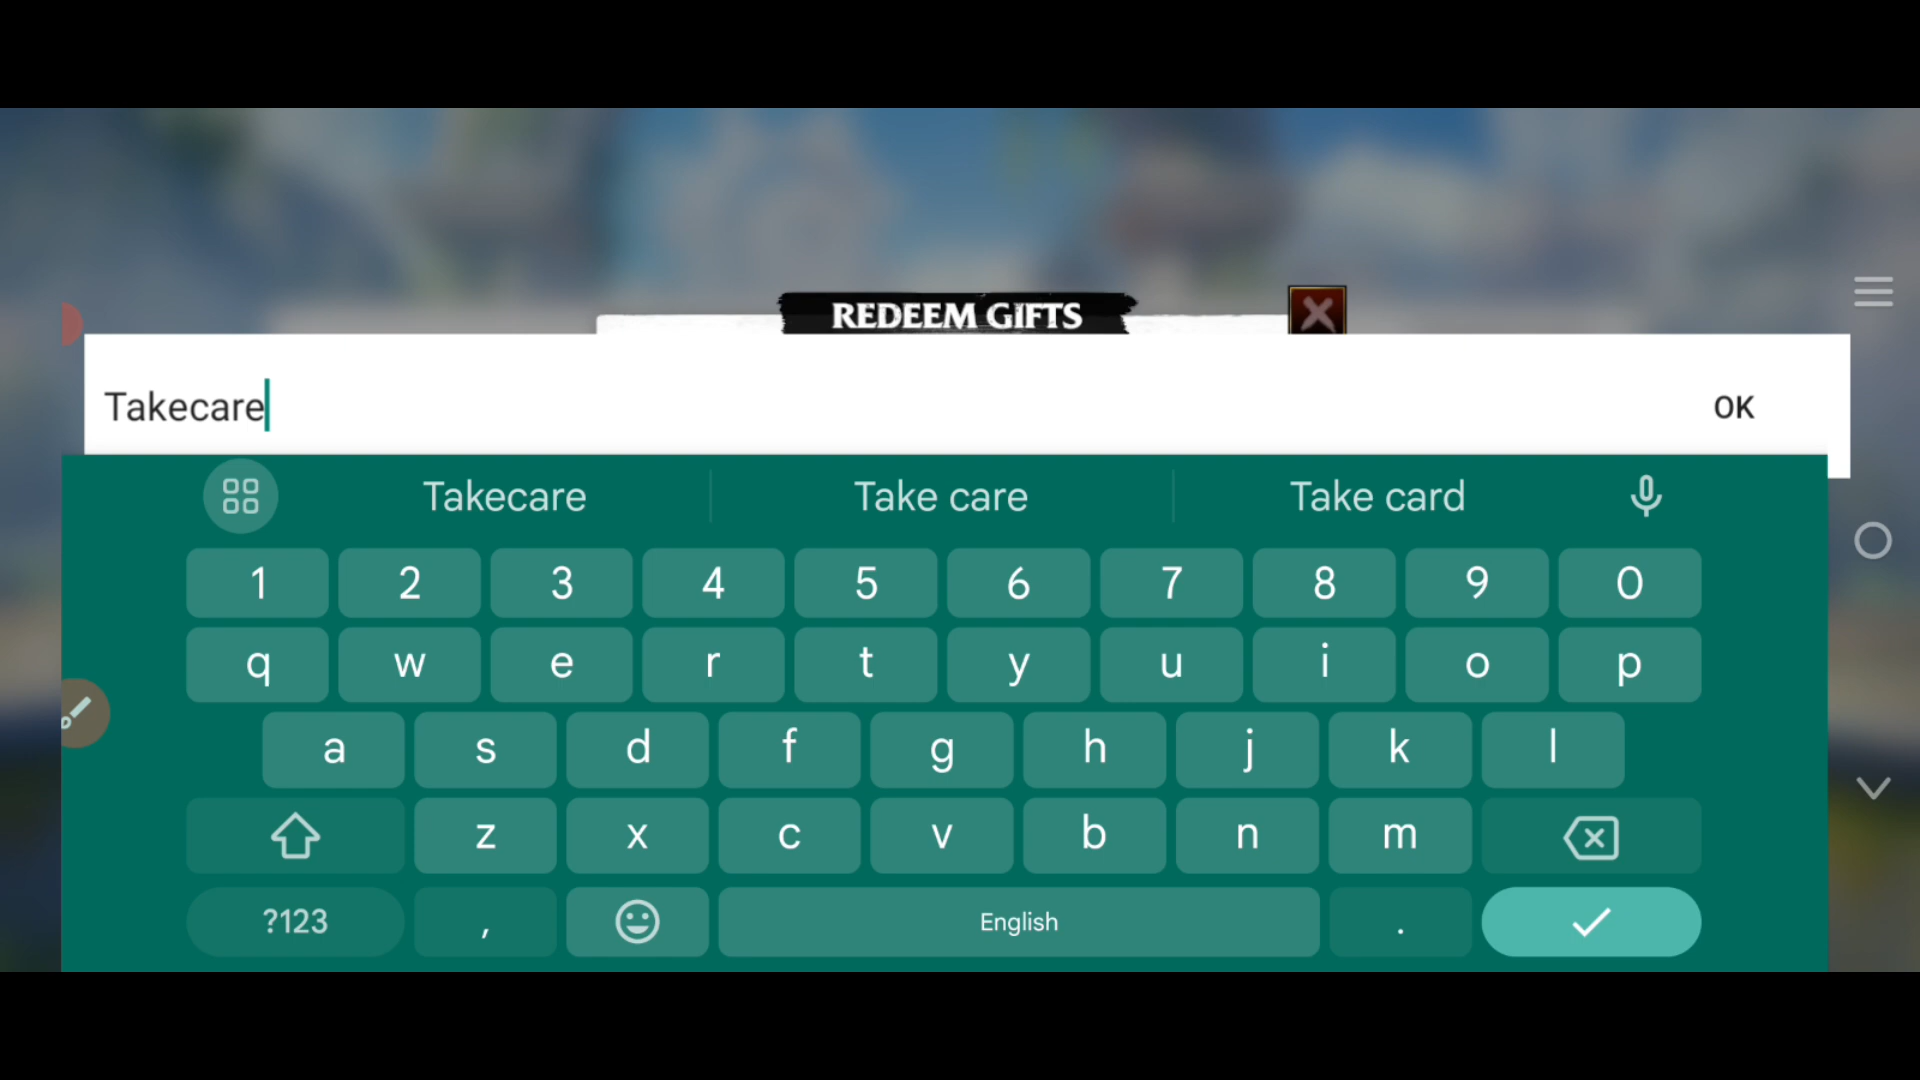 REDEEM GIFTS
Takecare
OK
Takecare Take care Take card
1 2 3 4 5 6 7 8 9 0
q w e r t y u i o p
a s d f g h j k l
z x c v b n m
?123 , English .